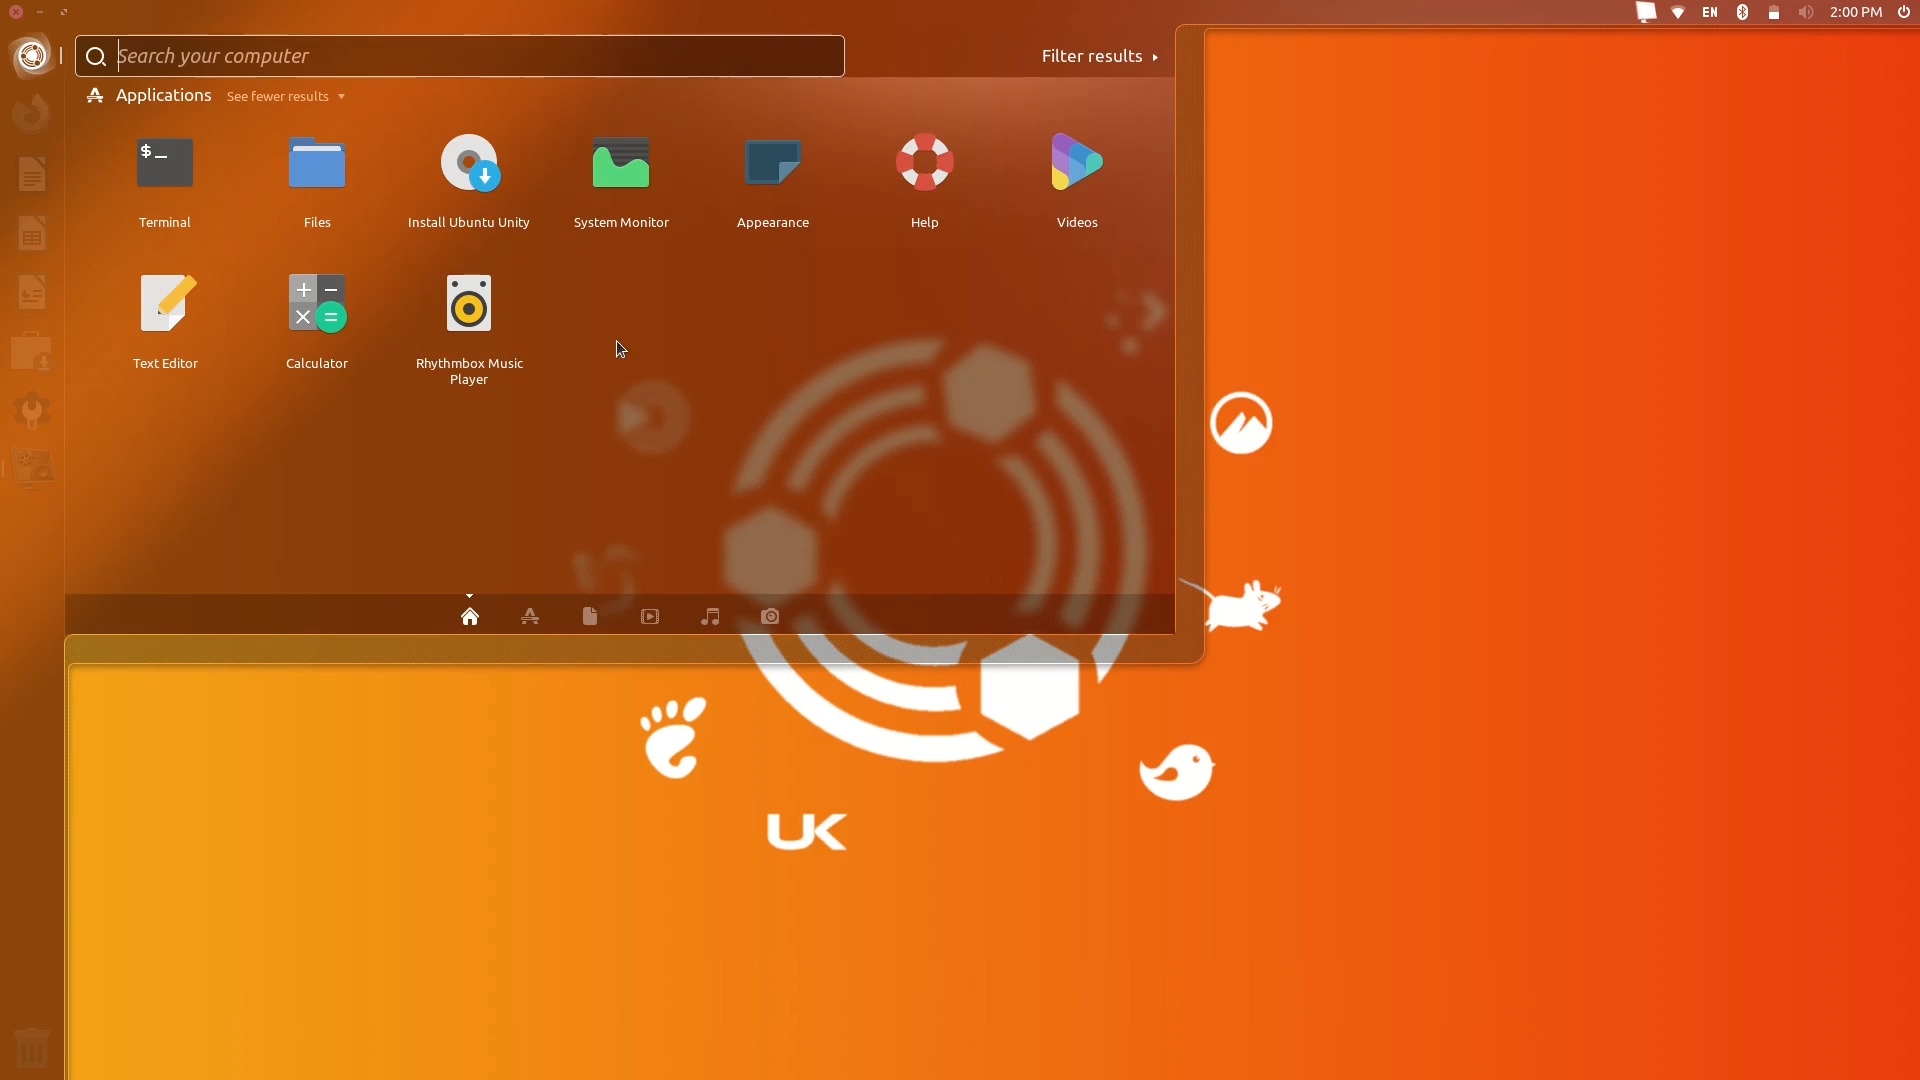 EN
2:00 PM
Search your computer
Filter results
Applications
See fewer results
$_
Terminal
Files
Install Ubuntu Unity
System Monitor
Appearance
Help
Videos
Text Editor
Calculator
Rhythmbox Music
Player
UK